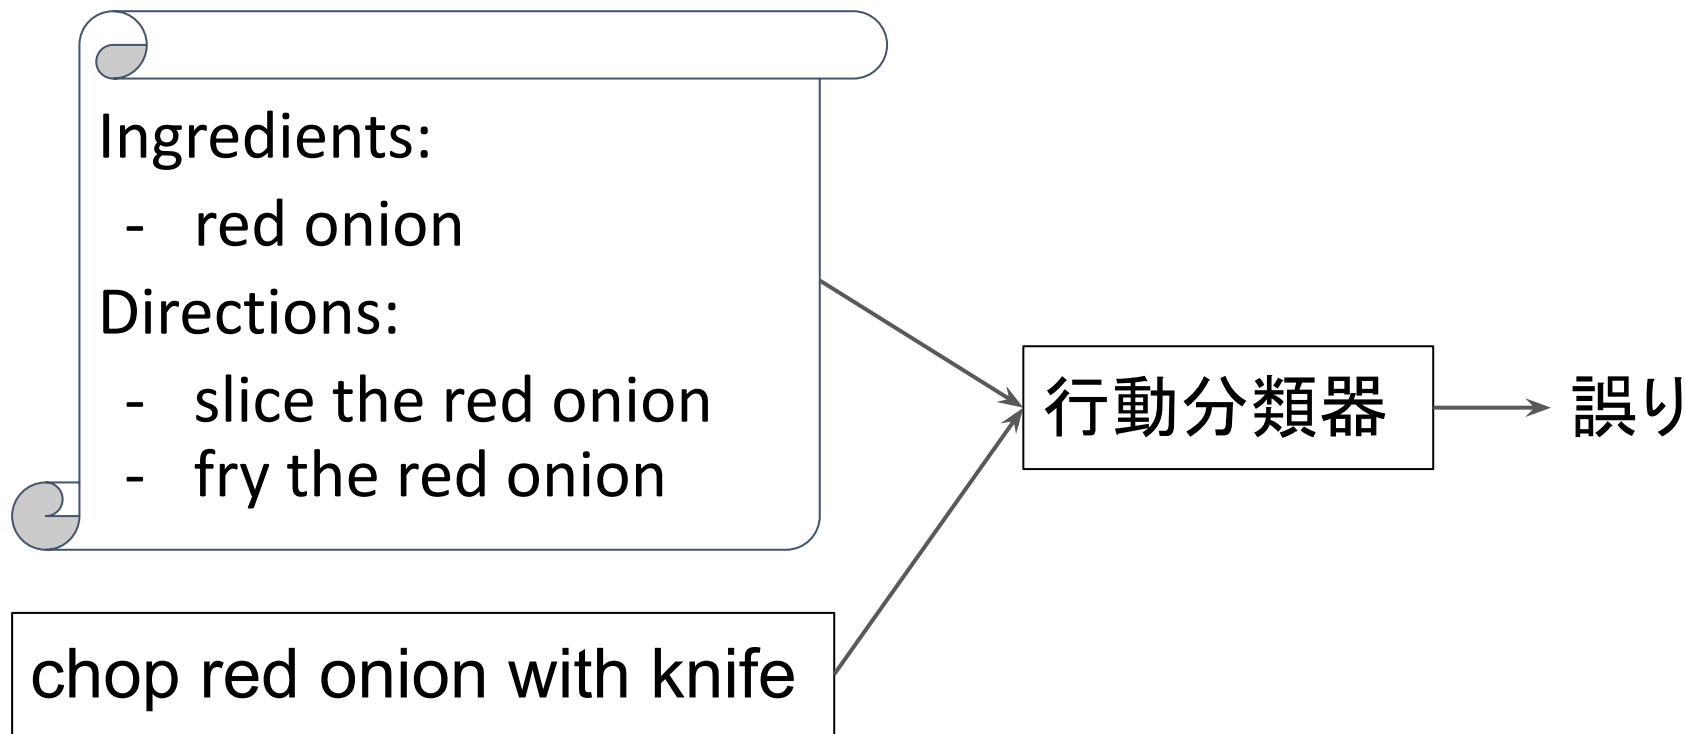 Ingredients:
- red onion
Directions:
- slice the red onion
- fry the red onion
chop red onion with knife
行動分類器
誤り